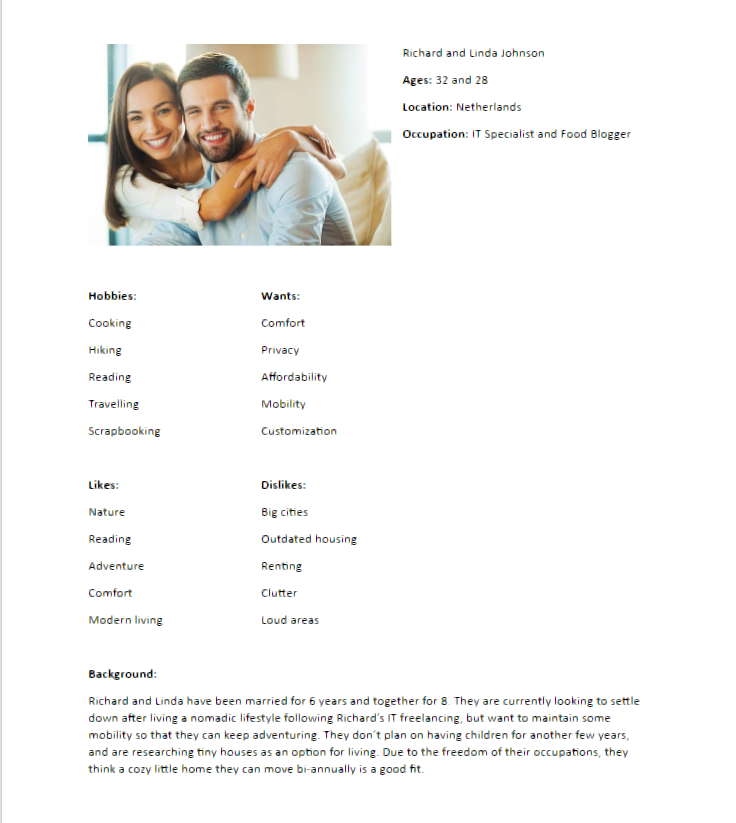 Richard and Linda Johnson
Ages: 32 and 28
Location: Netherlands
Occupation: IT Specialist and Food Blogger
Hobbies:
Cooking
Hiking
Reading
Travelling
Scrapbooking
Wants:
Comfort
Privacy
Affordability
Mobility
Customization
Likes:
Nature
Reading
Adventure
Comfort
Modern living
Dislikes:
Big cities
Outdated housing
Renting
Clutter
Loud areas
Background:
Richard and Linda have been married for 6 years and together for 8. They are currently looking to settle
down after living a nomadic lifestyle following Richard's IT freelancing, but want to maintain some
mobility so that they can keep adventuring. They don't plan on having children for another few years,
and are researching tiny houses as an option for living. Due to the freedom of their occupations, they
think a cozy little home they can move bi-annually is a good fit.